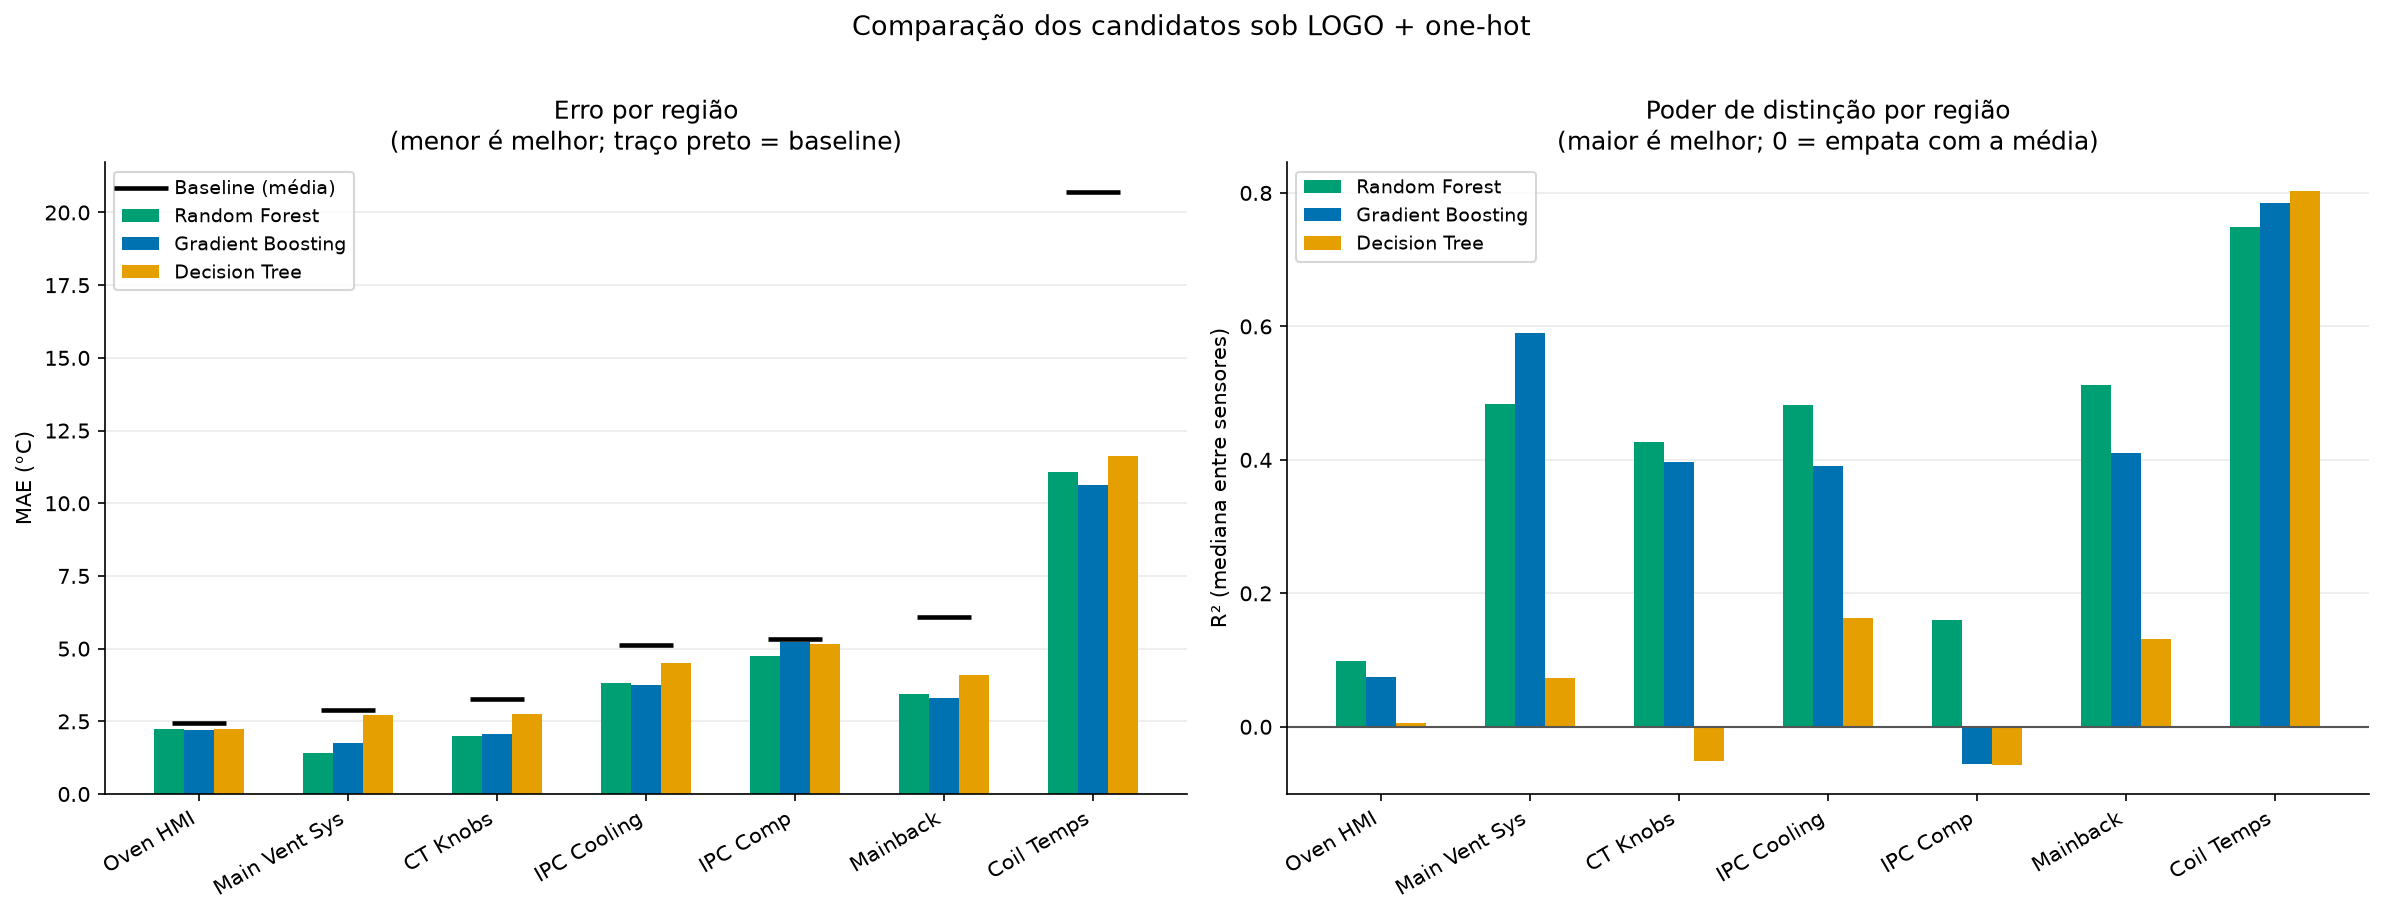 Comparação dos candidatos sob LOGO + one-hot
Erro por região
(menor é melhor; traço preto = baseline)
Baseline (média)
Random Forest
Gradient Boosting
Decision Tree
MAE (°C)
20.0
17.5
15.0
12.5
10.0
7.5
5.0
2.5
0.0
Oven HMI
Main Vent Sys
CT Knobs
IPC Cooling
IPC Comp
Mainback
Coil Temps
Poder de distinção por região
(maior é melhor; 0 = empata com a média)
Random Forest
Gradient Boosting
Decision Tree
R² (mediana entre sensores)
0.8
0.6
0.4
0.2
0.0
Oven HMI
Main Vent Sys
CT Knobs
IPC Cooling
IPC Comp
Mainback
Coil Temps